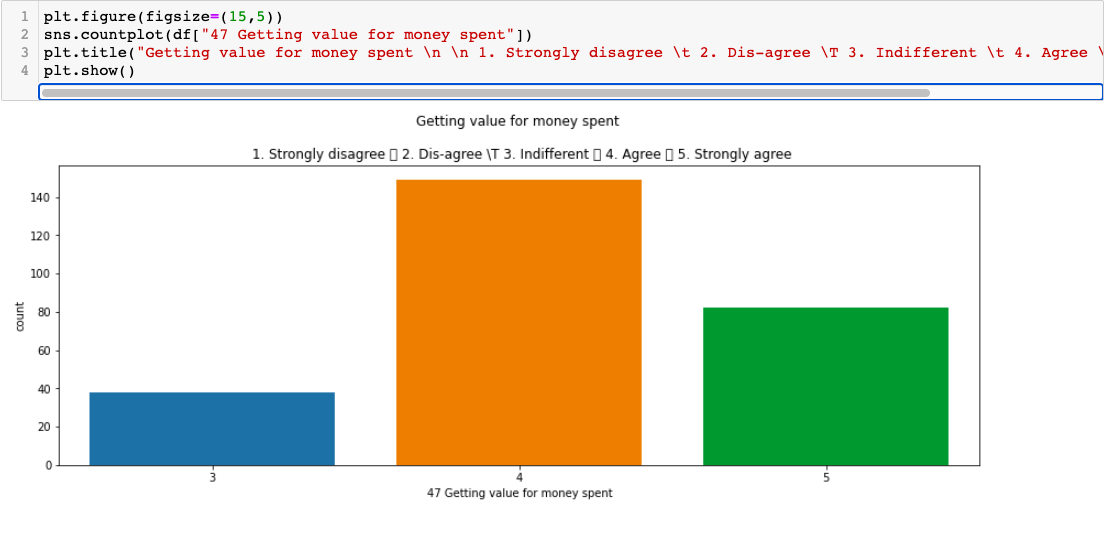 1 plt.figure(figsize=(15,5))
2 sns.countplot(df["47 Getting value for money spent"])
3 plt.title("Getting value for money spent \n \n 1. Strongly disagree \t 2. Dis-agree \T 3. Indifferent \t 4. Agree \
4 plt.show()
Getting value for money spent
1. Strongly disagree ▯ 2. Dis-agree \T 3. Indifferent ▯ 4. Agree ▯ 5. Strongly agree
140
120
100
80
60
40
20
0
count
3 4 5
47 Getting value for money spent